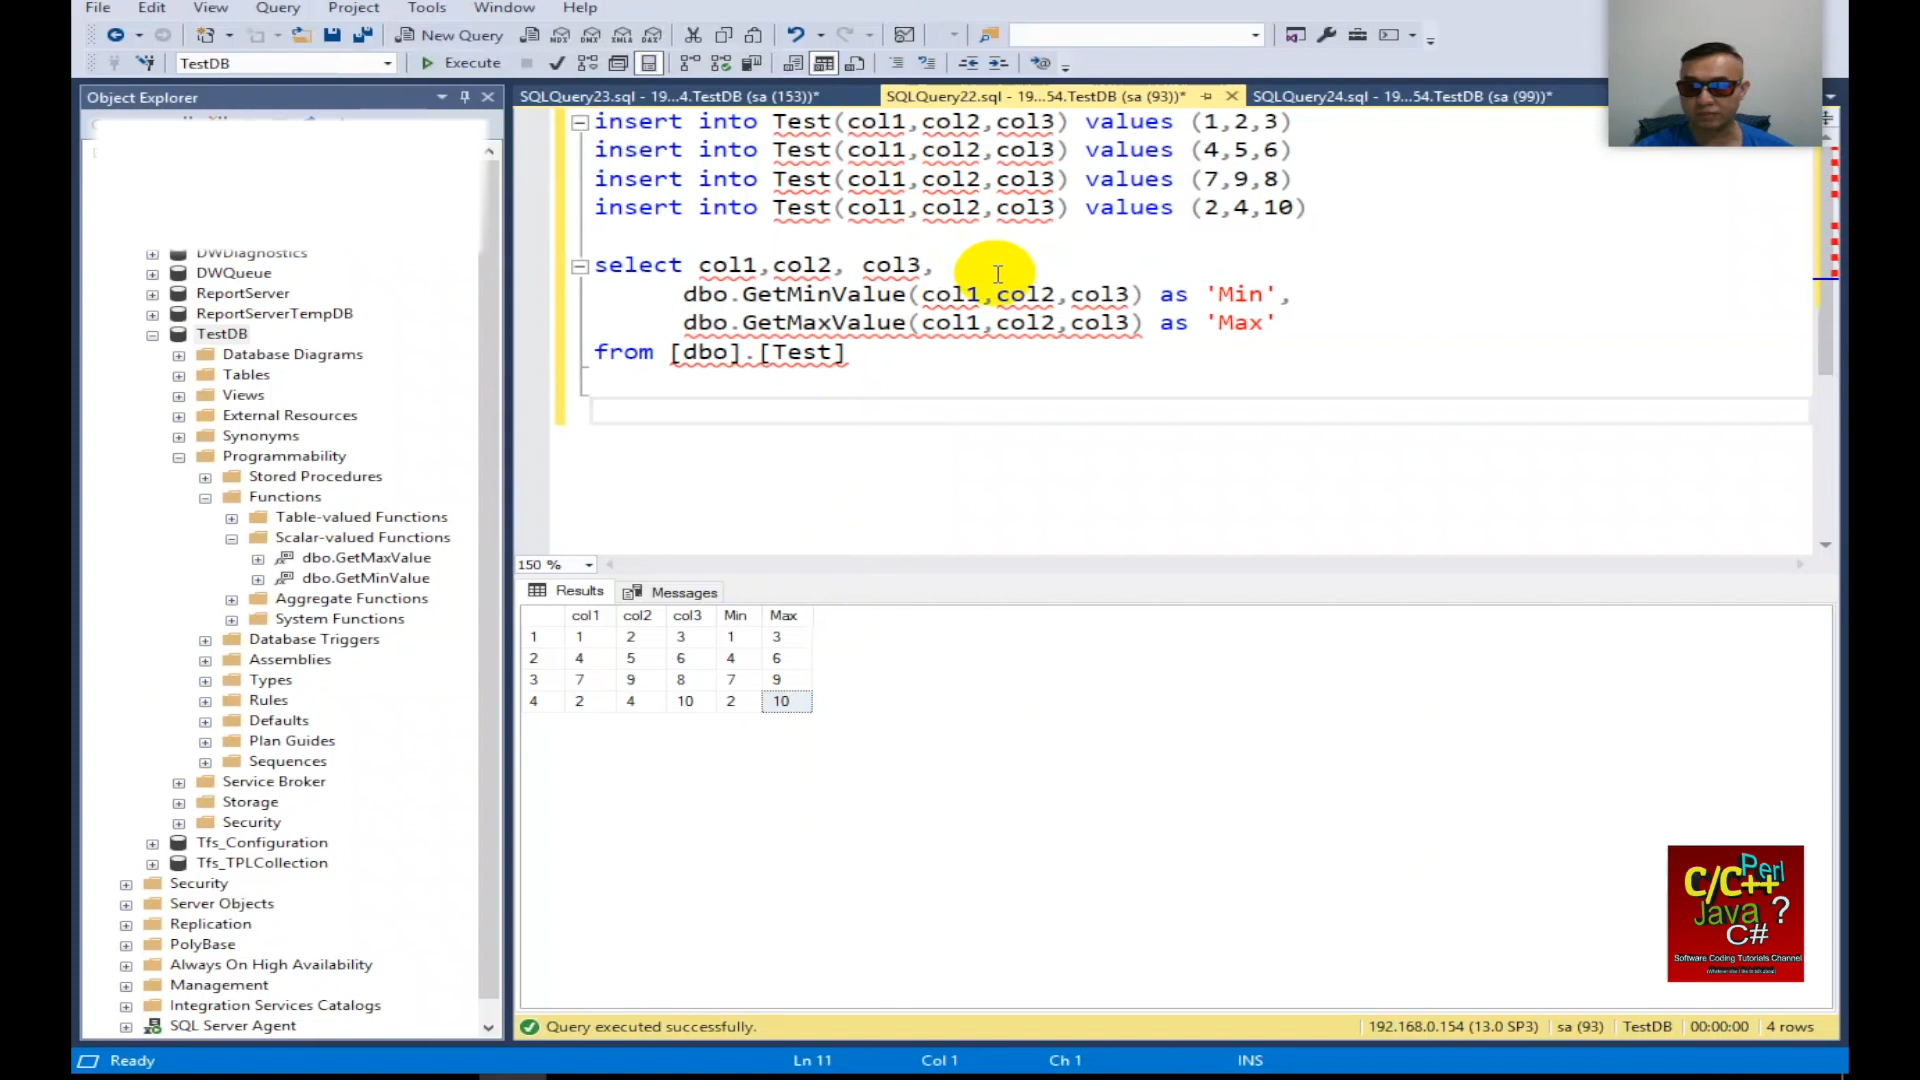 File Edit View Query Project Tools Window Help
New Query
TestDB Execute
Object Explorer
SQLQuery23.sql - 19...4.TestDB (sa (153))* SQLQuery22.sql - 19...54.TestDB (sa (93))* SQLQuery24.sql - 19...54.TestDB (sa (99))*
insert into Test(col1,col2,col3) values (1,2,3)
insert into Test(col1,col2,col3) values (4,5,6)
insert into Test(col1,col2,col3) values (7,9,8)
insert into Test(col1,col2,col3) values (2,4,10)
select col1,col2, col3,
dbo.GetMinValue(col1,col2,col3) as 'Min',
dbo.GetMaxValue(col1,col2,col3) as 'Max'
from [dbo].[Test]
DWDiagnostics
DWQueue
ReportServer
ReportServerTempDB
TestDB
Database Diagrams
Tables
Views
External Resources
Synonyms
Programmability
Stored Procedures
Functions
Table-valued Functions
Scalar-valued Functions
dbo.GetMaxValue
dbo.GetMinValue
Aggregate Functions
System Functions
Database Triggers
Assemblies
Types
Rules
Defaults
Plan Guides
Sequences
Service Broker
Storage
Security
Tfs_Configuration
Tfs_TPLCollection
Security
Server Objects
Replication
PolyBase
Always On High Availability
Management
Integration Services Catalogs
SQL Server Agent
150 %
Results Messages
col1 col2 col3 Min Max
1 1 2 3 1 3
2 4 5 6 4 6
3 7 9 8 7 9
4 2 4 10 2 10
C/C++ Perl
Java ?
C#
Software Coding Tutorials Channel
Query executed successfully. 192.168.0.154 (13.0 SP3) sa (93) TestDB 00:00:00 4 rows
Ready Ln 11 Col 1 Ch 1 INS